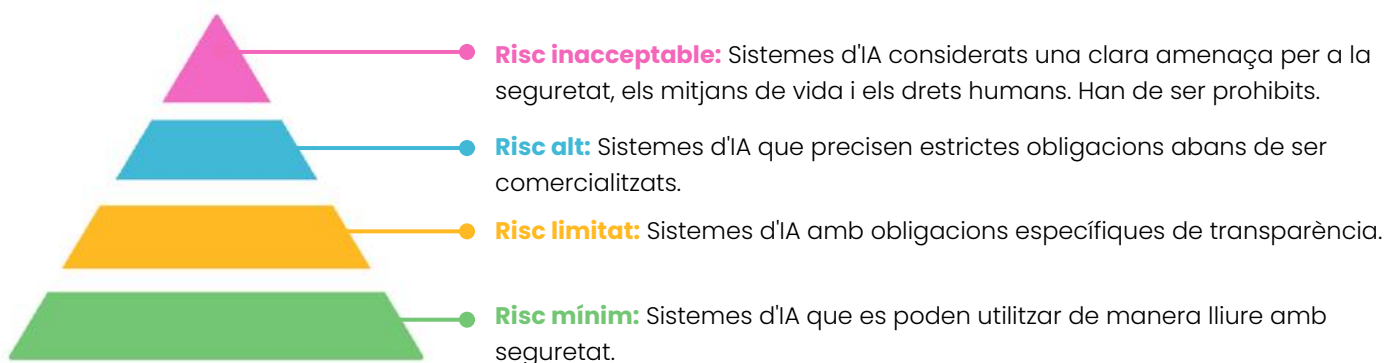 Risc inacceptable: Sistemes d'IA considerats una clara amenaça per a la
seguretat, els mitjans de vida i els drets humans. Han de ser prohibits.
Risc alt: Sistemes d'IA que precisen estrictes obligacions abans de ser
comercialitzats.
Risc limitat: Sistemes d'IA amb obligacions específiques de transparència.
Risc mínim: Sistemes d'IA que es poden utilitzar de manera lliure amb
seguretat.